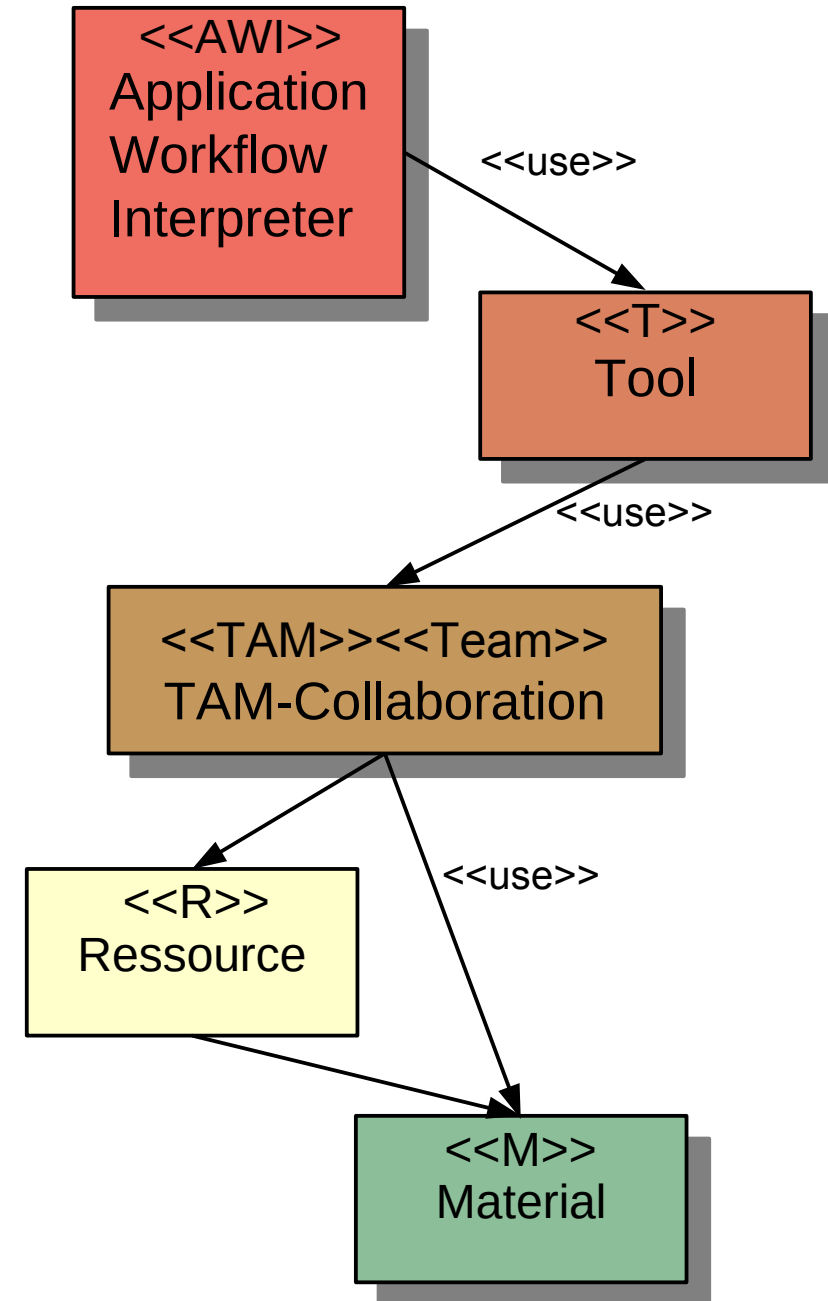 <<AWI>>
Application
Workflow
Interpreter
<<use>>
<<T>>
Tool
<<use>>
<<TAM>><<Team>>
TAM-Collaboration
<<R>>
Ressource
<<use>>
<<M>>
Material